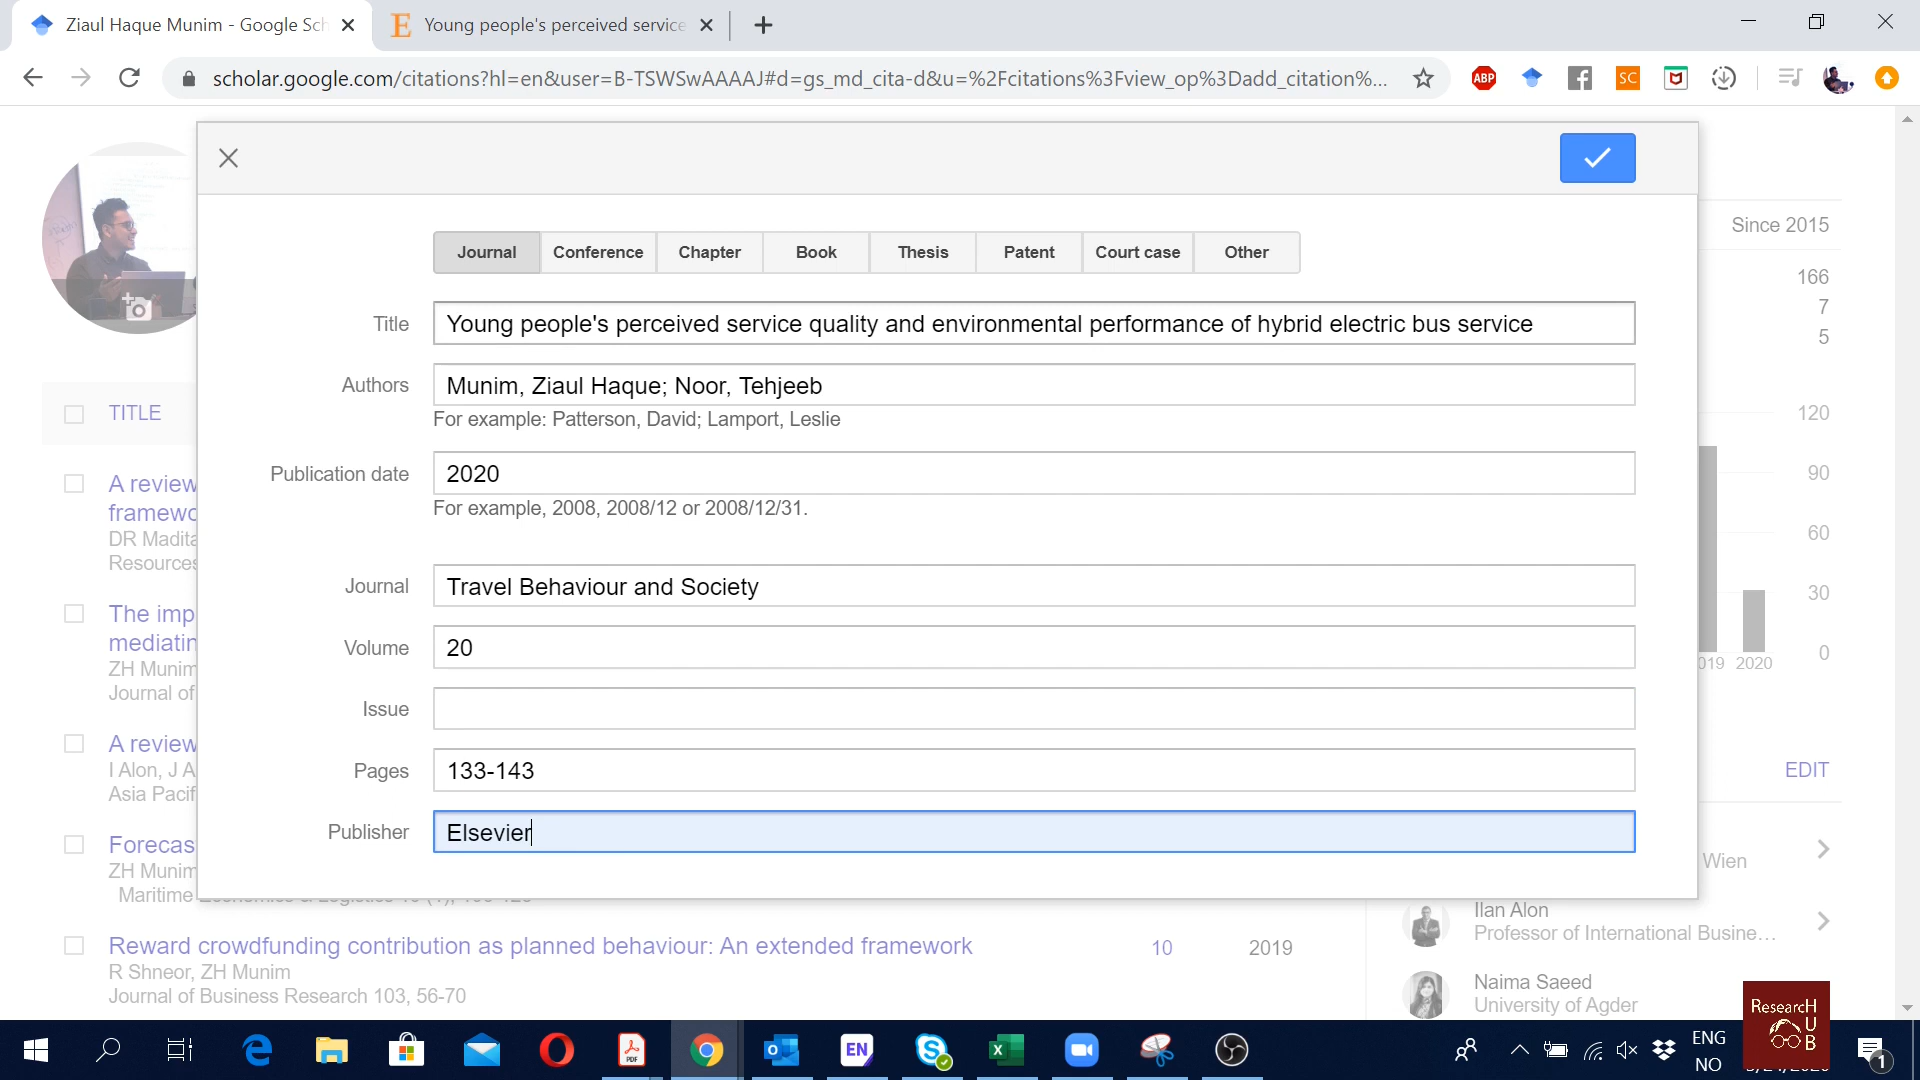 Ziaul Haque Munim - Google Sch
Young people's perceived service
scholar.google.com/citations?hl=en&user=B-TSWSwAAAAJ#d=gs_md_cita-d&u=%2Fcitations%3Fview_op%3Dadd_citation%...
ABP
SC
Journal
Conference
Chapter
Book
Thesis
Patent
Court case
Other
Title
Young people's perceived service quality and environmental performance of hybrid electric bus service
Authors
Munim, Ziaul Haque; Noor, Tehjeeb
For example: Patterson, David; Lamport, Leslie
Publication date
2020
For example, 2008, 2008/12 or 2008/12/31.
Journal
Travel Behaviour and Society
Volume
20
Issue
Pages
133-143
Publisher
Elsevier
TITLE
A review
framewo
DR Madita
Resources
The imp
mediatin
ZH Munim
Journal of
A review
I Alon, J A
Asia Pacif
Forecas
ZH Munim
Maritime
Reward crowdfunding contribution as planned behaviour: An extended framework
10
2019
R Shneor, ZH Munim
Journal of Business Research 103, 56-70
Since 2015
166
7
5
120
90
60
30
0
019
2020
EDIT
Wien
Ilan Alon
Professor of International Busine...
Naima Saeed
University of Agder
ResearcH
U
B
PDF
EN
ENG
NO
1